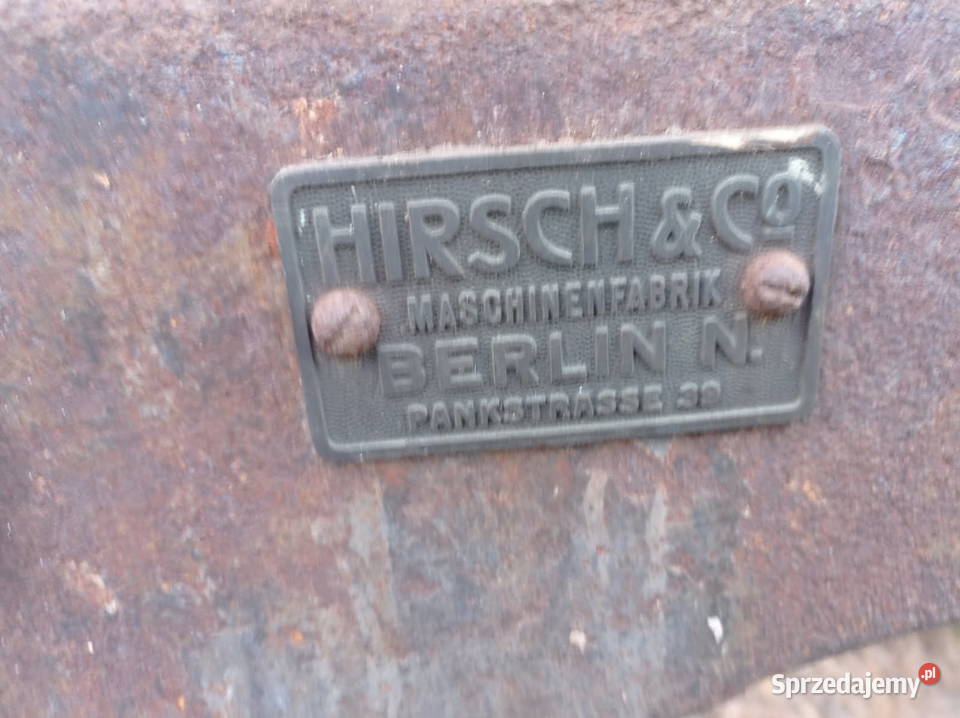 HIRSCH & Cº
MASCHINENFABRIK
BERLIN N.
PANKSTRASSE 39
Sprzedajemy.pl